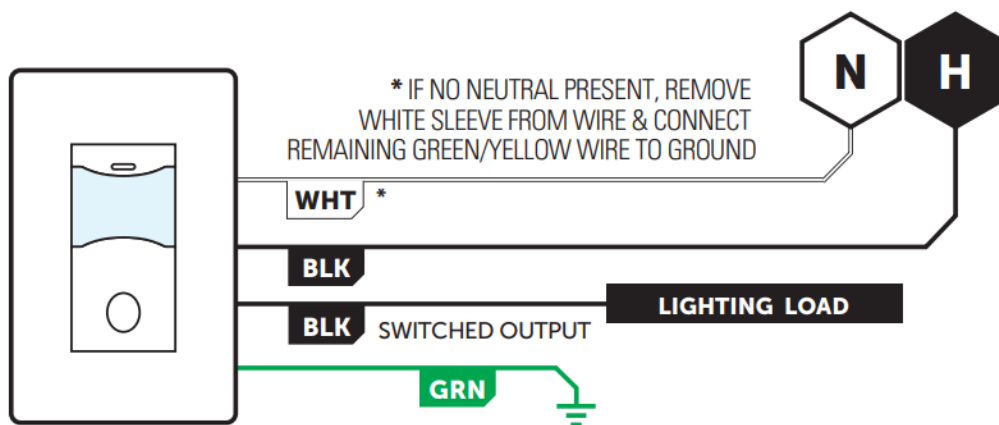 N
H
* IF NO NEUTRAL PRESENT, REMOVE
WHITE SLEEVE FROM WIRE & CONNECT
REMAINING GREEN/YELLOW WIRE TO GROUND
WHT *
BLK
LIGHTING LOAD
BLK SWITCHED OUTPUT
GRN